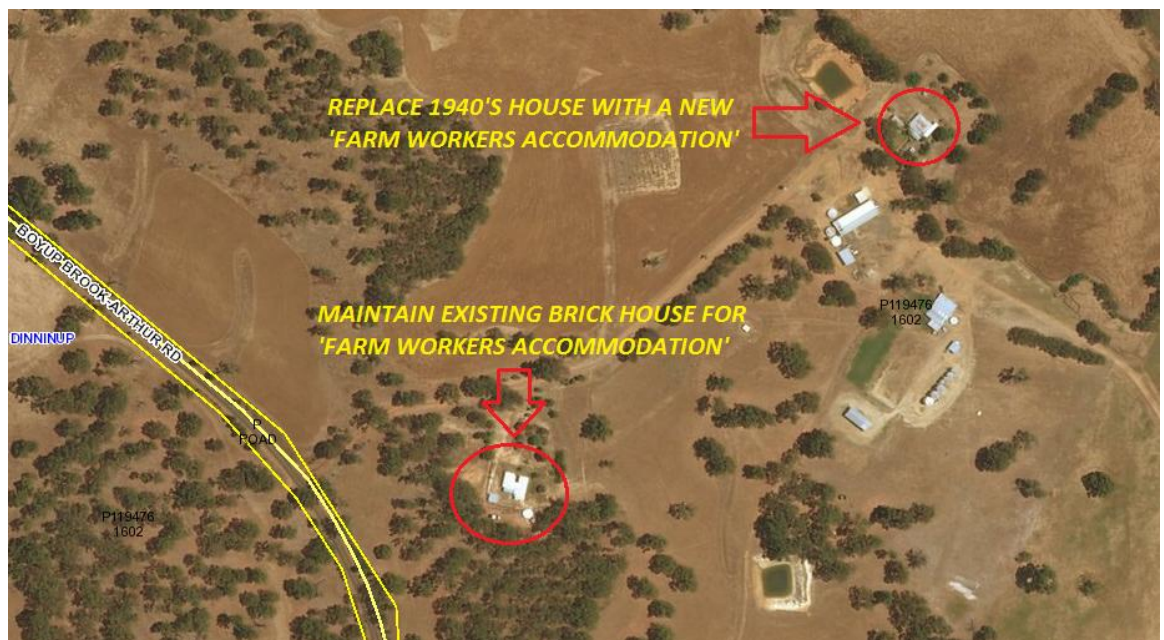 REPLACE 1940'S HOUSE WITH A NEW
'FARM WORKERS ACCOMMODATION'
BOYUP-BROOK-ARTHUR-RD
MAINTAIN EXISTING BRICK HOUSE FOR
'FARM WORKERS ACCOMMODATION'
P119476
1602
DINNINUP
P
ROAD
P119476
1602